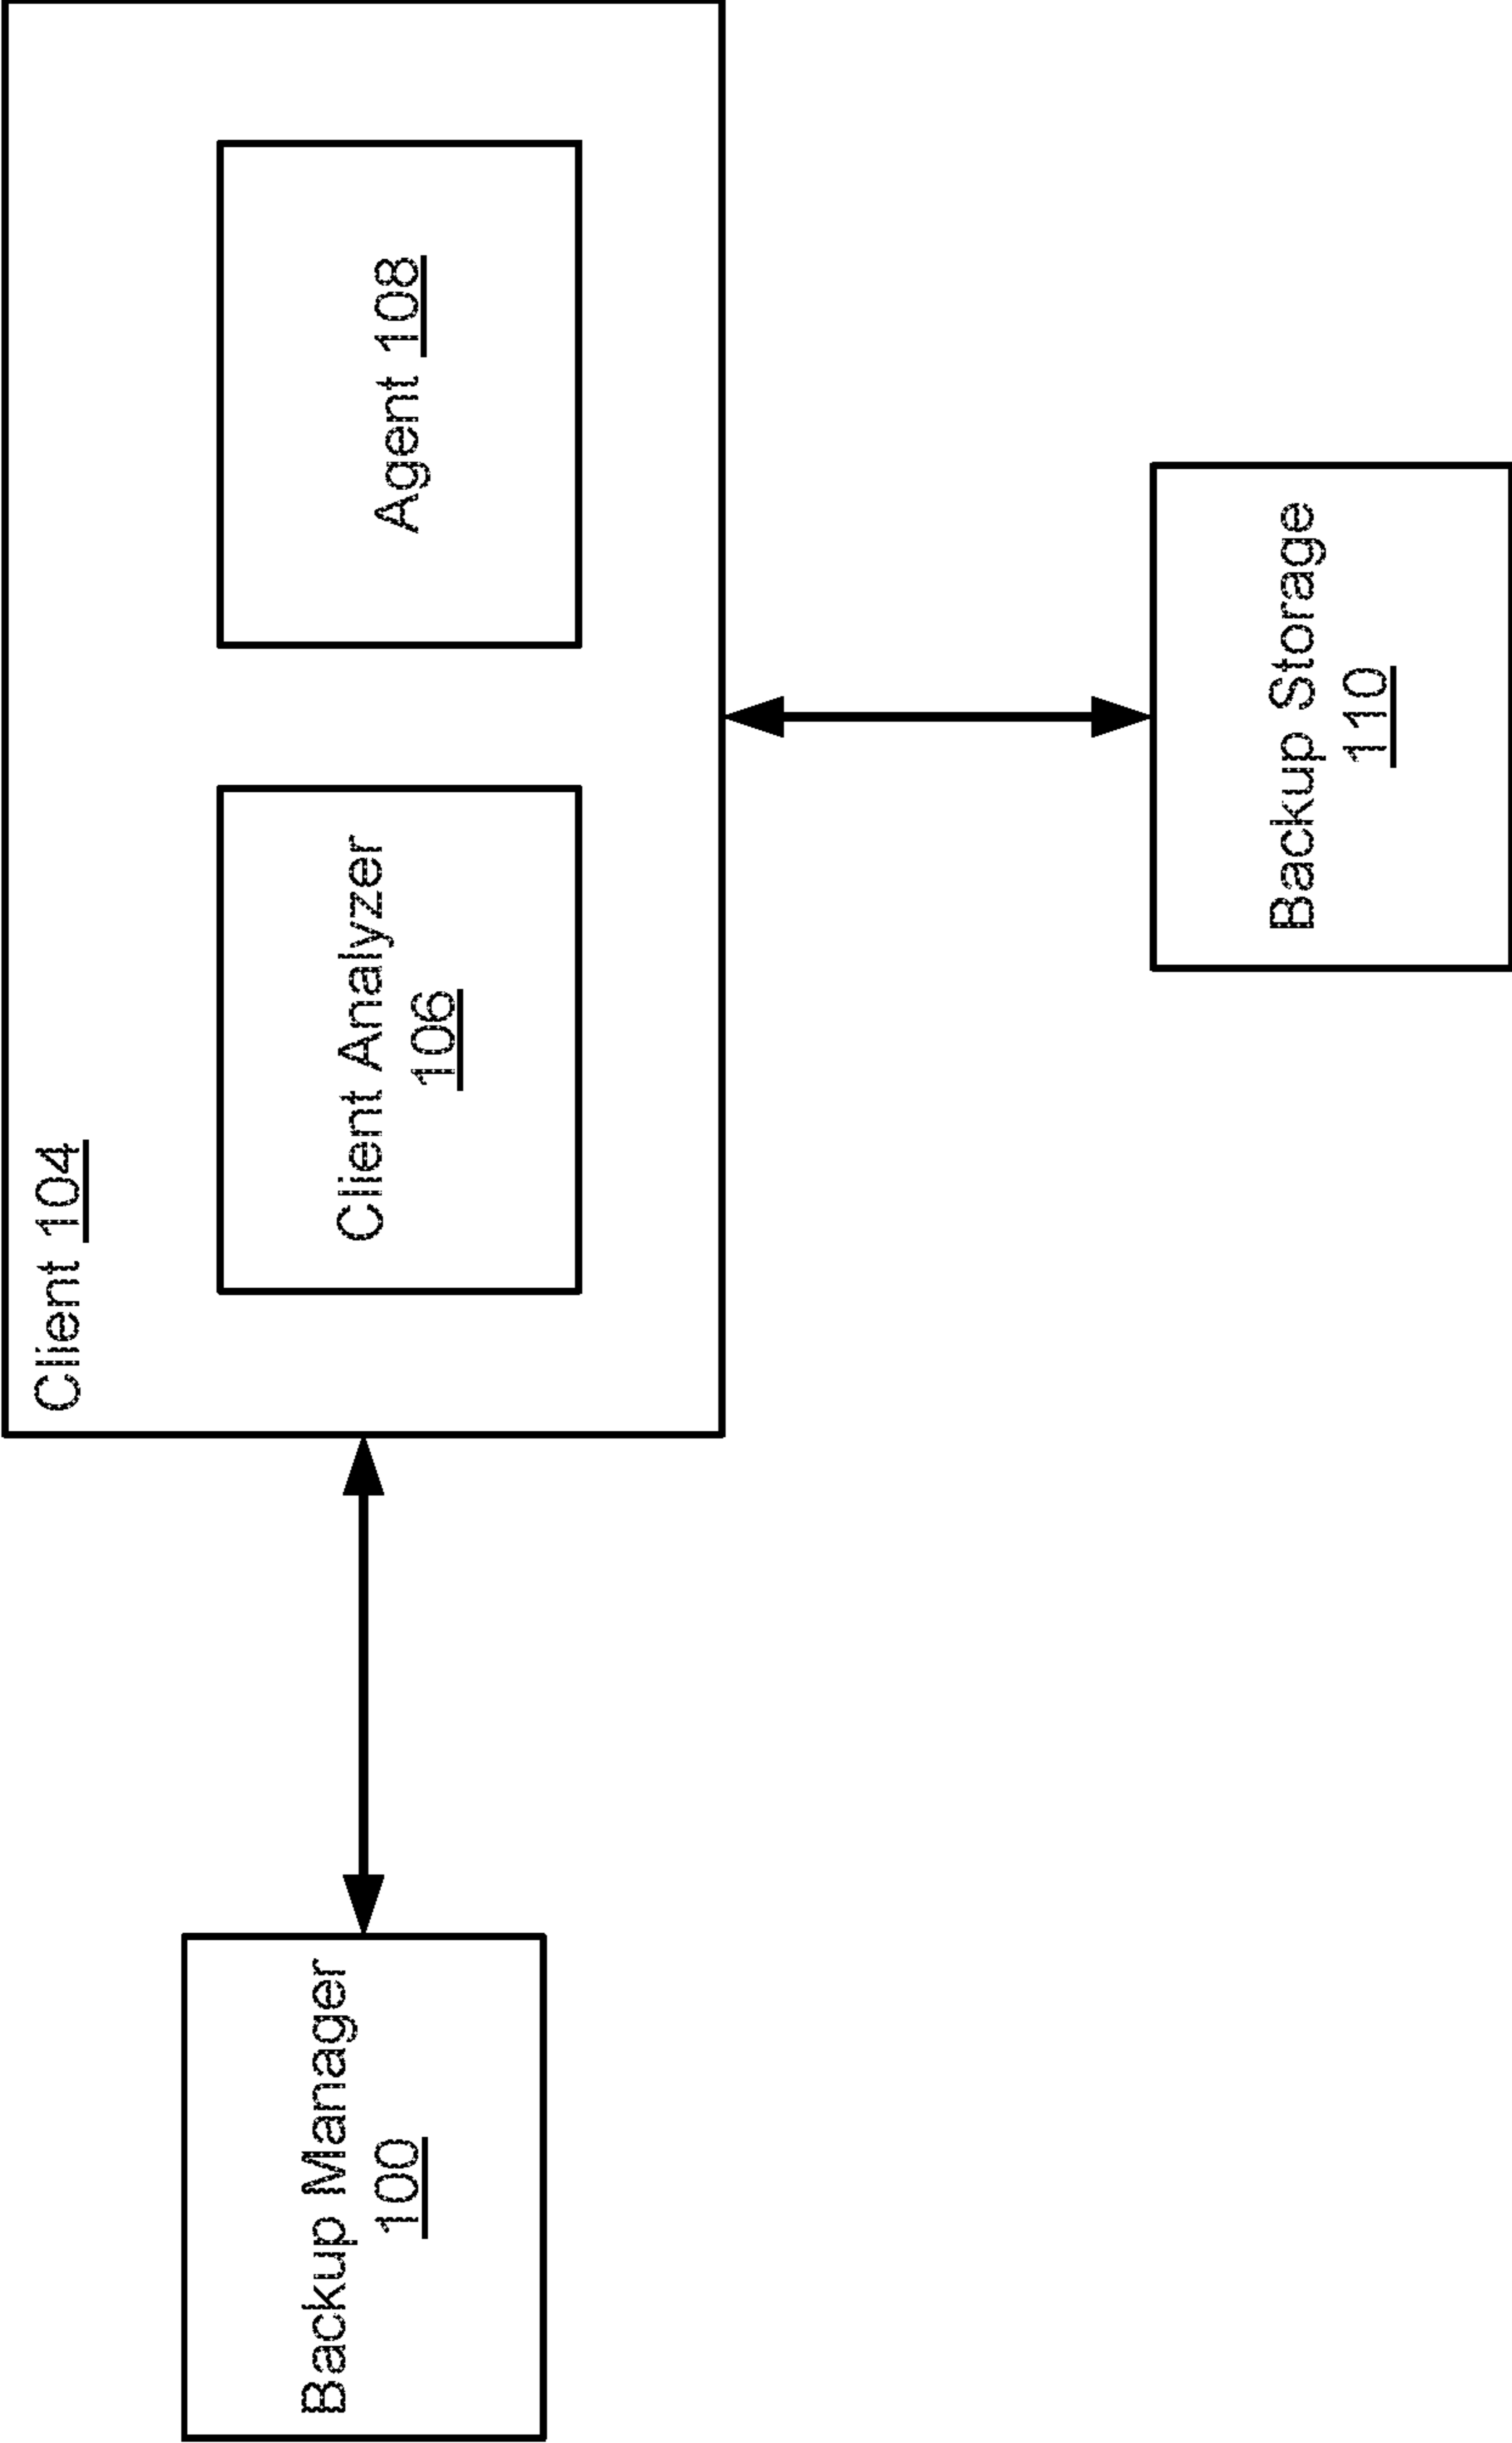 Client 104
Backup Manager
100
Client Analyzer
106
Agent 108
Backup Storage
110